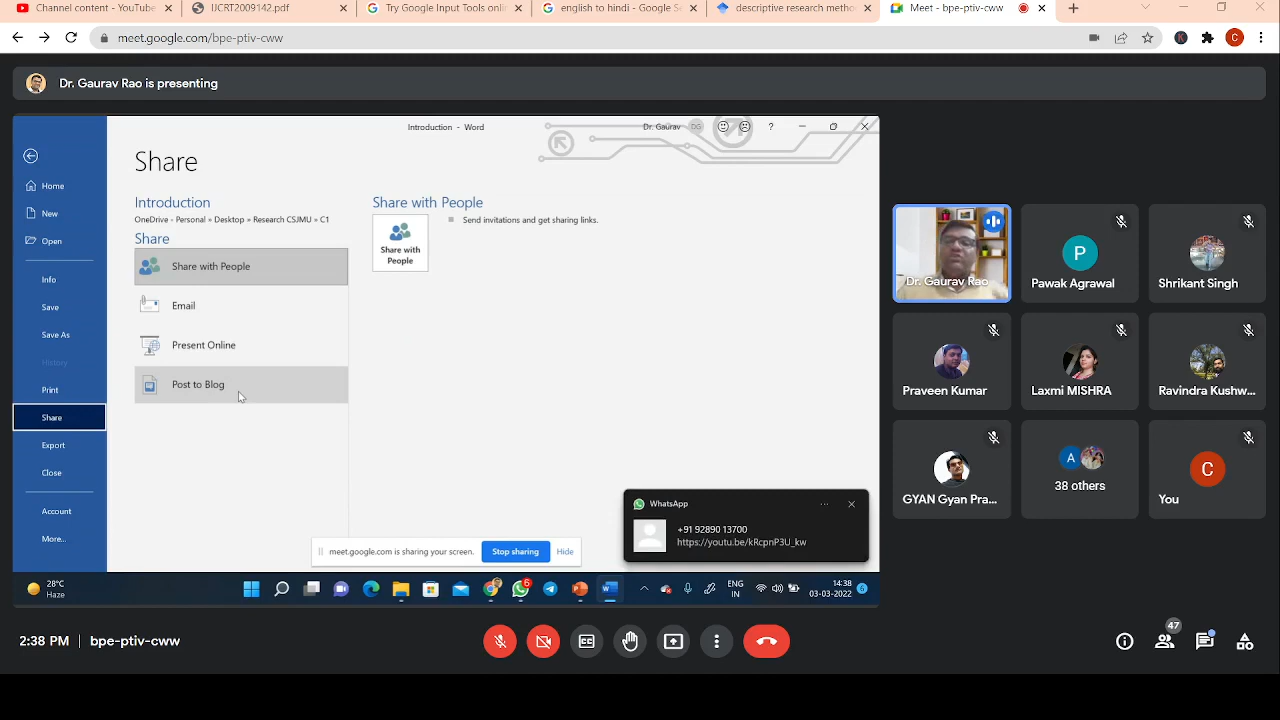 Channel content - YouTube
IJCRT2009142.pdf
Try Google Input Tools onlin
english to hindi - Google Se
descriptive research metho
Meet - bpe-ptiv-cww
meet.google.com/bpe-ptiv-cww
K
C
Dr. Gaurav Rao is presenting
Introduction - Word
Dr. Gaurav
DG
?
Share
Home
New
Open
Info
Save
Save As
History
Print
Share
Export
Close
Account
More...
Introduction
OneDrive - Personal » Desktop » Research CSJMU » C1
Share
Share with People
Email
Present Online
Post to Blog
Share with People
Share with
People
Send invitations and get sharing links.
WhatsApp
+91 92890 13700
https://youtu.be/kRcpnP3U_kw
meet.google.com is sharing your screen.
Stop sharing
Hide
28°C
Haze
6
ENG
IN
14:38
03-03-2022
6
Dr. Gaurav Rao
P
Pawak Agrawal
Shrikant Singh
Praveen Kumar
Laxmi MISHRA
Ravindra Kushw...
GYAN Gyan Pra...
A
38 others
C
You
2:38 PM
bpe-ptiv-cww
CC
47